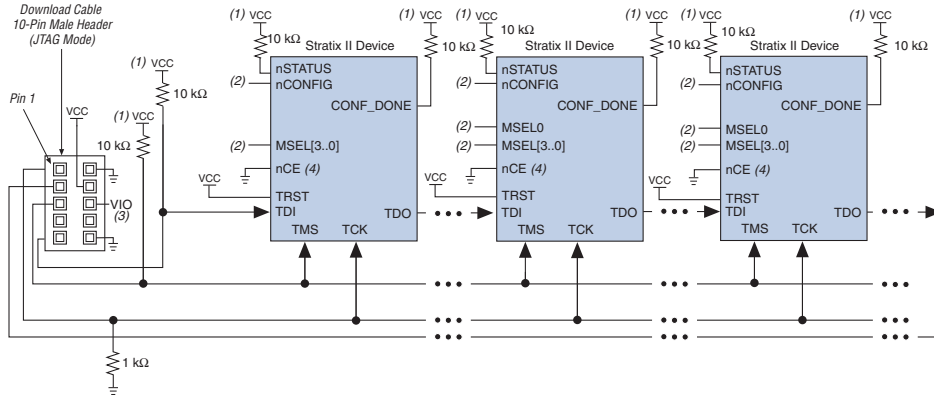 Download Cable
10-Pin Male Header
(JTAG Mode)
Pin 1
VCC
(1) VCC
10 kΩ
(1) VCC
10 kΩ
VIO
(3)
1 kΩ
(1) VCC
10 kΩ
Stratix II Device
(1) VCC
10 kΩ
nSTATUS
(2) nCONFIG
CONF_DONE
(2) MSEL[3..0]
nCE (4)
VCC
TRST
TDI
TDO
TMS
TCK
(1) VCC
10 kΩ
Stratix II Device
(1) VCC
10 kΩ
nSTATUS
(2) nCONFIG
CONF_DONE
(2) MSEL0
(2) MSEL[3..0]
nCE (4)
VCC
TRST
TDI
TDO
TMS
TCK
(1) VCC
10 kΩ
Stratix II Device
(1) VCC
10 kΩ
nSTATUS
(2) nCONFIG
CONF_DONE
(2) MSEL0
(2) MSEL[3..0]
nCE (4)
VCC
TRST
TDI
TDO
TMS
TCK